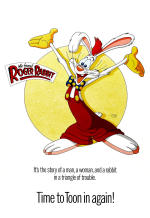 Who Framed
ROGER RABBIT
It's the story of a man, a woman, and a rabbit
in a triangle of trouble.
Time to Toon in again!